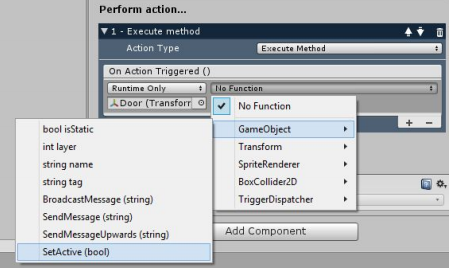 Perform action...
1 - Execute method
Action Type
Execute Method
On Action Triggered ()
Runtime Only
No Function
Door (Transform
No Function
GameObject
Transform
SpriteRenderer
BoxCollider2D
TriggerDispatcher
bool isStatic
int layer
string name
string tag
BroadcastMessage (string)
SendMessage (string)
SendMessageUpwards (string)
SetActive (bool)
Add Component